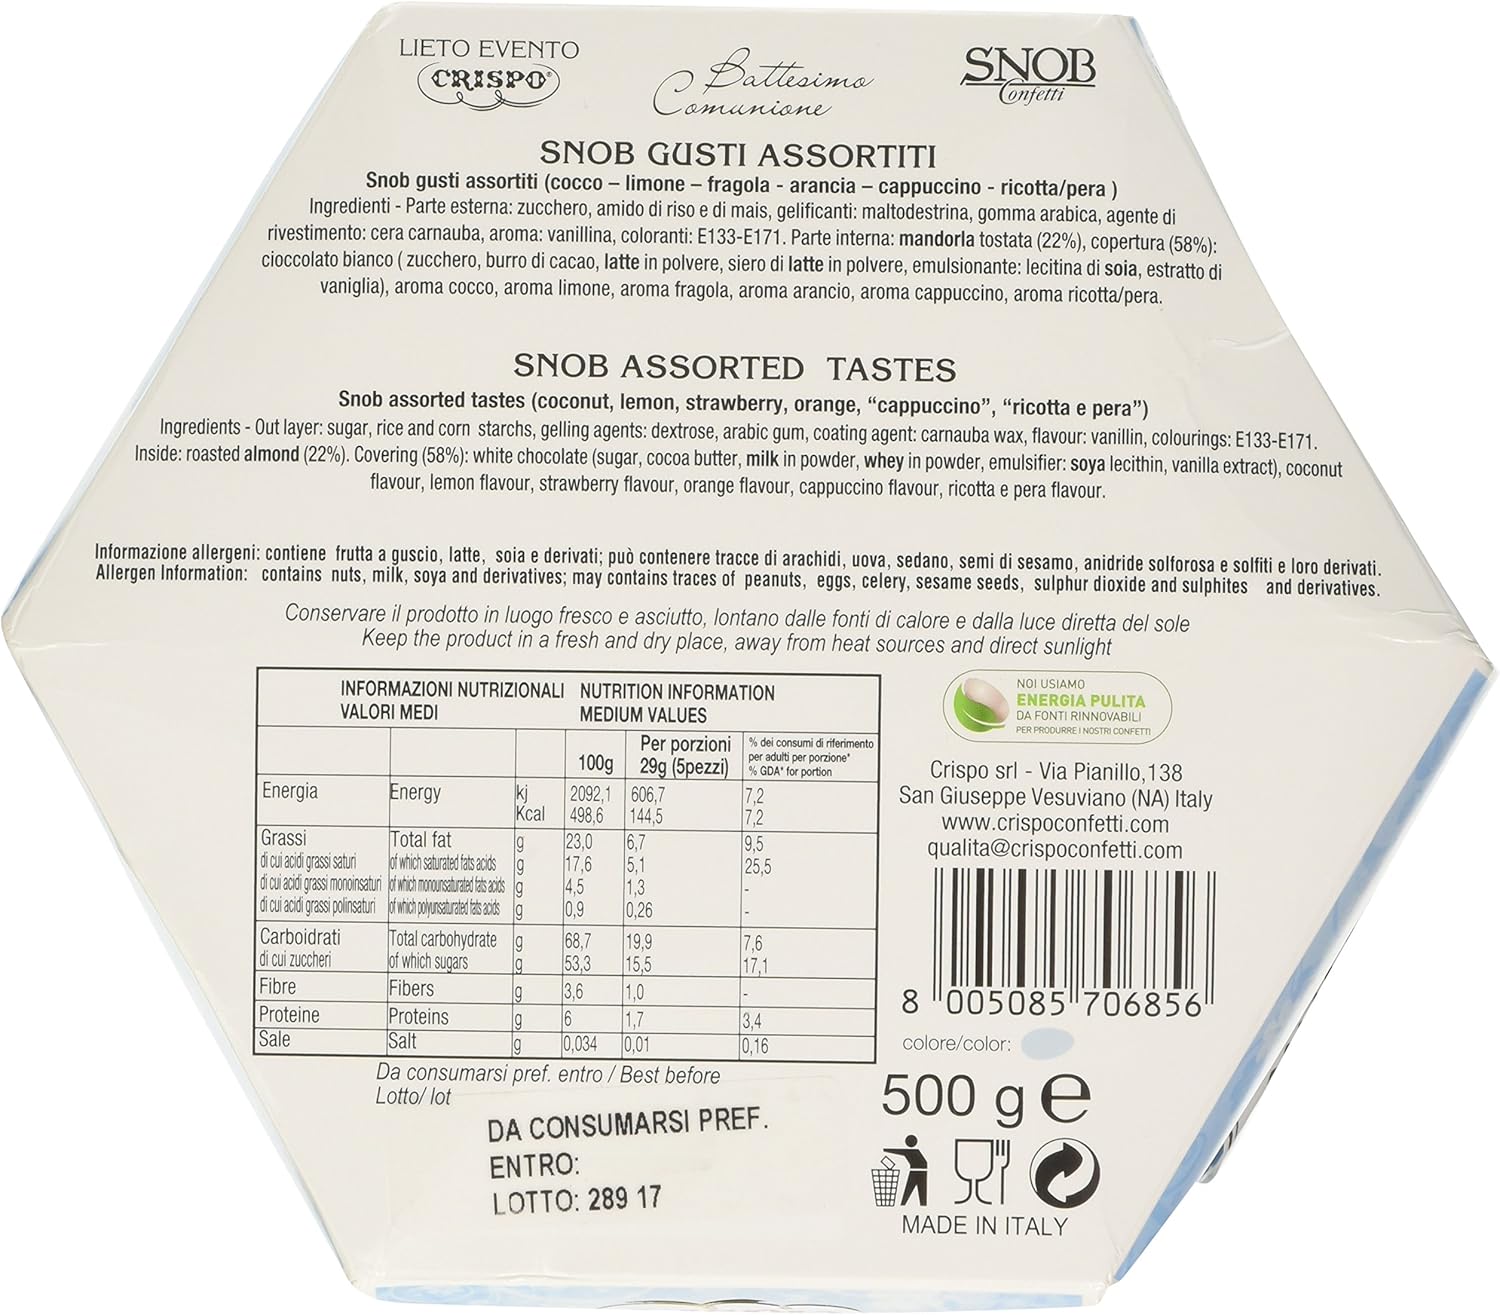 LIETO EVENTO
CRISPO®
Battesimo
Comunione
SNOB
Confetti
SNOB GUSTI ASSORTITI
Snob gusti assortiti (cocco – limone – fragola - arancia – cappuccino - ricotta/pera )
Ingredienti - Parte esterna: zucchero, amido di riso e di mais, gelificanti: maltodestrina, gomma arabica, agente di
rivestimento: cera carnauba, aroma: vanillina, coloranti: E133-E171. Parte interna: mandorla tostata (22%), copertura (58%):
cioccolato bianco ( zucchero, burro di cacao, latte in polvere, siero di latte in polvere, emulsionante: lecitina di soia, estratto di
vaniglia), aroma cocco, aroma limone, aroma fragola, aroma arancio, aroma cappuccino, aroma ricotta/pera.
SNOB ASSORTED TASTES
Snob assorted tastes (coconut, lemon, strawberry, orange, “cappuccino”, “ricotta e pera”)
Ingredients - Out layer: sugar, rice and corn starchs, gelling agents: dextrose, arabic gum, coating agent: carnauba wax, flavour: vanillin, colourings: E133-E171.
Inside: roasted almond (22%). Covering (58%): white chocolate (sugar, cocoa butter, milk in powder, whey in powder, emulsifier: soya lecithin, vanilla extract), coconut
flavour, lemon flavour, strawberry flavour, orange flavour, cappuccino flavour, ricotta e pera flavour.
Informazione allergeni: contiene frutta a guscio, latte, soia e derivati; può contenere tracce di arachidi, uova, sedano, semi di sesamo, anidride solforosa e solfiti e loro derivati.
Allergen Information: contains nuts, milk, soya and derivatives; may contains traces of peanuts, eggs, celery, sesame seeds, sulphur dioxide and sulphites and derivatives.
Conservare il prodotto in luogo fresco e asciutto, lontano dalle fonti di calore e dalla luce diretta del sole
Keep the product in a fresh and dry place, away from heat sources and direct sunlight
INFORMAZIONI NUTRIZIONALI NUTRITION INFORMATION
VALORI MEDI MEDIUM VALUES
100g
Per porzioni
29g (5pezzi)
% dei consumi di riferimento
per adulti per porzione*
% GDA* for portion
Energia Energy kj 2092,1 606,7 7,2
Kcal 498,6 144,5 7,2
Grassi Total fat g 23,0 6,7 9,5
di cui acidi grassi saturi of which saturated fats acids g 17,6 5,1 25,5
di cui acidi grassi monoinsaturi of which monounsaturated fats acids g 4,5 1,3 -
di cui acidi grassi polinsaturi of which polyunsaturated fats acids g 0,9 0,26 -
Carboidrati Total carbohydrate g 68,7 19,9 7,6
di cui zuccheri of which sugars g 53,3 15,5 17,1
Fibre Fibers g 3,6 1,0 -
Proteine Proteins g 6 1,7 3,4
Sale Salt g 0,034 0,01 0,16
Da consumarsi pref. entro / Best before
Lotto/ lot
DA CONSUMARSI PREF.
ENTRO:
LOTTO: 289 17
NOI USIAMO
ENERGIA PULITA
DA FONTI RINNOVABILI
PER PRODURRE I NOSTRI CONFETTI
Crispo srl - Via Pianillo,138
San Giuseppe Vesuviano (NA) Italy
www.crispoconfetti.com
qualita@crispoconfetti.com
8 005085 706856
colore/color:
500 g e
MADE IN ITALY